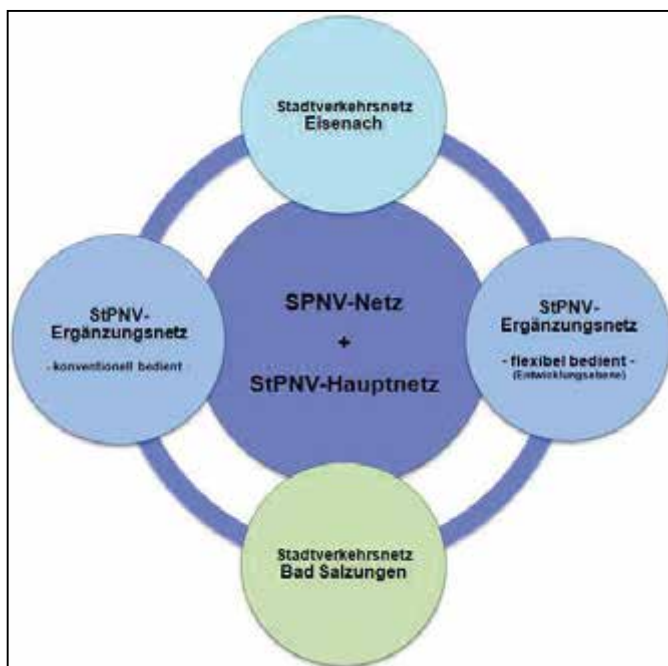 Stadtverkehrsnetz
Eisenach
StPNV-
Ergänzungsnetz
- konventionell bedient
SPNV-Netz
+
StPNV-Hauptnetz
StPNV-
Ergänzungsnetz
- flexibel bedient -
(Entwicklungsebene)
Stadtverkehrsnetz
Bad Salzungen